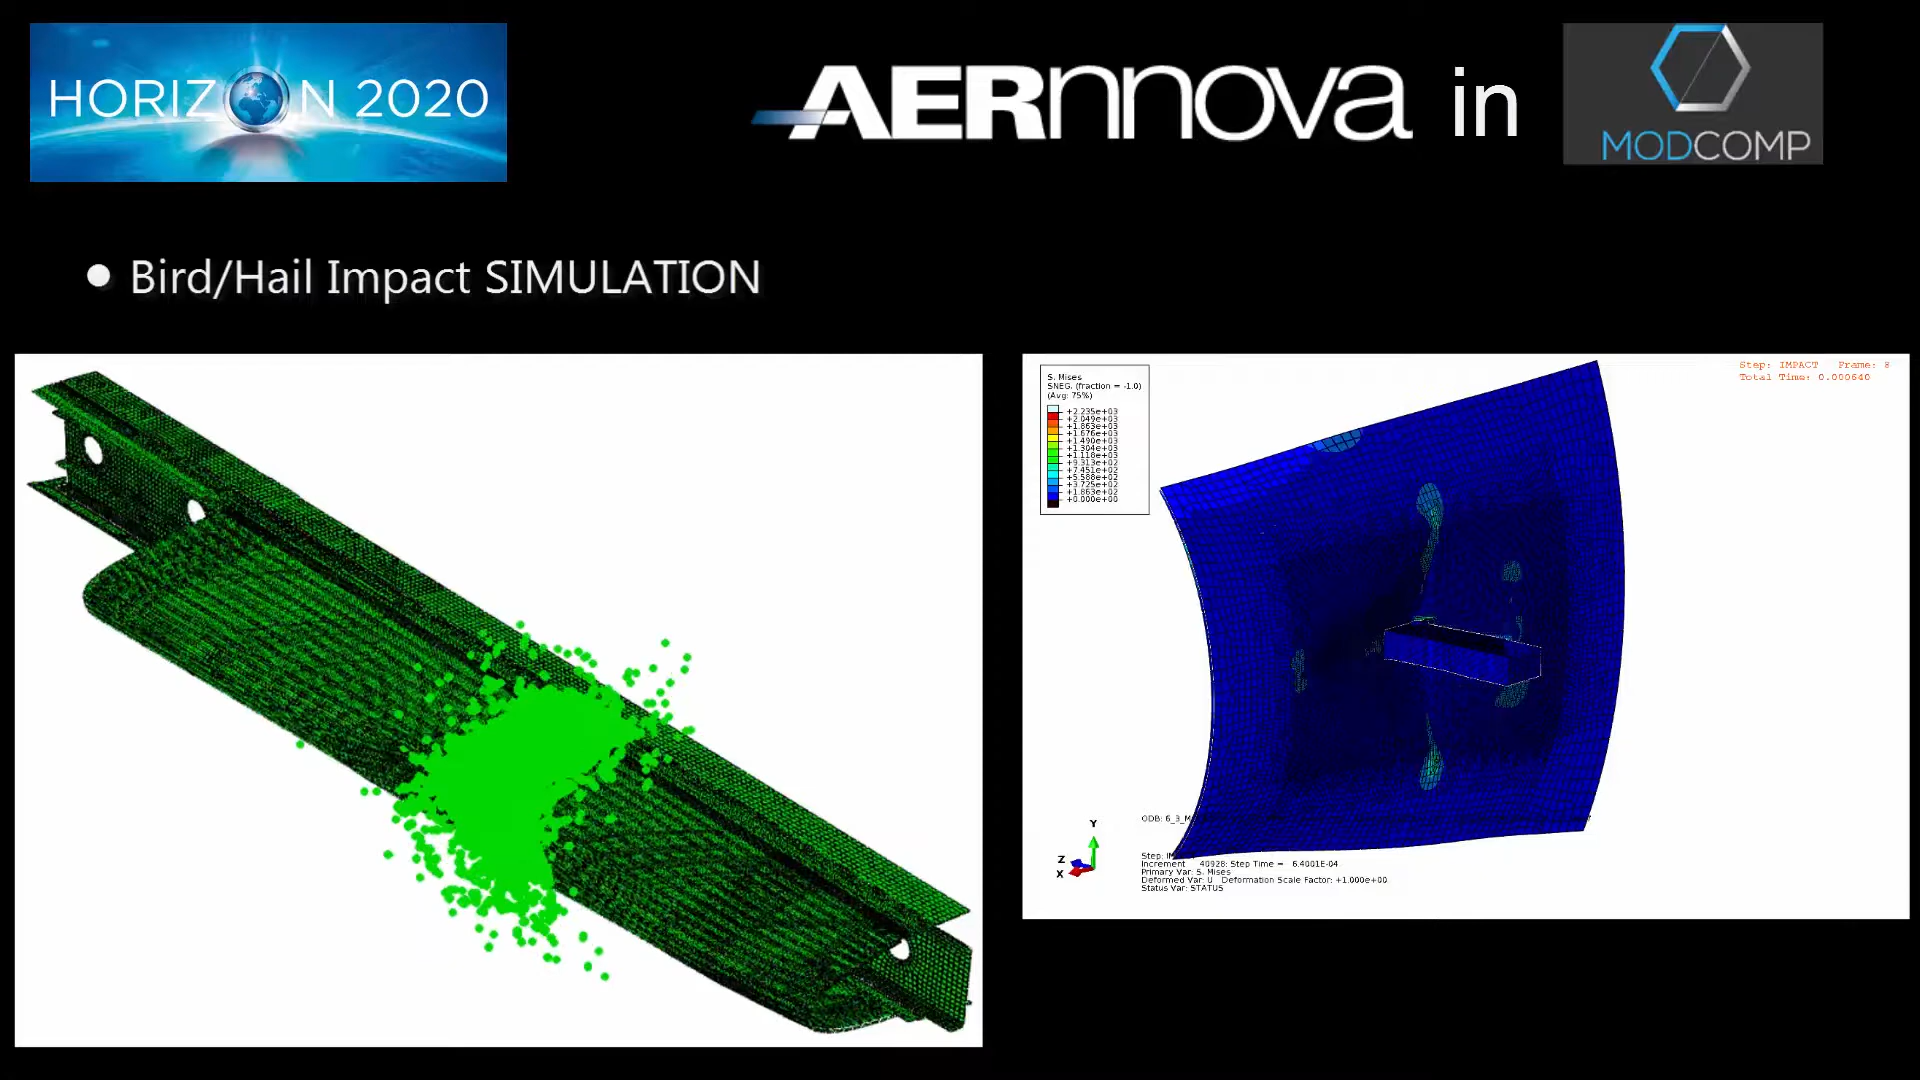 HORIZON 2020
AERnnova in
MODCOMP
● Bird/Hail Impact SIMULATION
S, Mises
SNEG, (fraction = -1.0)
(Avg: 75%)
+2.235e+03
+2.049e+03
+1.863e+03
+1.676e+03
+1.490e+03
+1.304e+03
+1.118e+03
+9.313e+02
+7.451e+02
+5.588e+02
+3.725e+02
+1.863e+02
+0.000e+00
Step: IMPACT Frame: 8
Total Time: 0.000640
Y
Z
X
ODB: 6_3_M
Step: IM
Increment 40928: Step Time = 6.4001E-04
Primary Var: S, Mises
Deformed Var: U Deformation Scale Factor: +1.000e+00
Status Var: STATUS